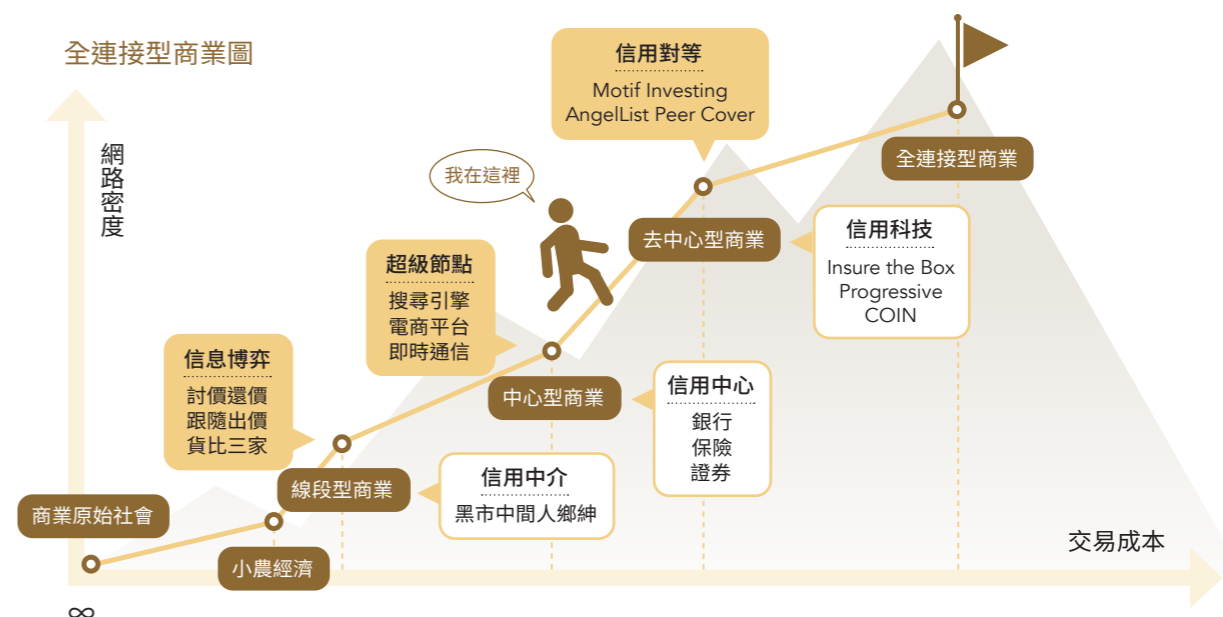 全連接型商業圖
網路密度
信用對等
Motif Investing
AngelList Peer Cover
全連接型商業
我在這裡
去中心型商業
信用科技
Insure the Box
Progressive
COIN
超級節點
搜尋引擎
電商平台
即時通信
信息博弈
討價還價
跟隨出價
貨比三家
中心型商業
信用中心
銀行
保險
證券
線段型商業
信用中介
黑市中間人鄉紳
商業原始社會
小農經濟
交易成本
∞